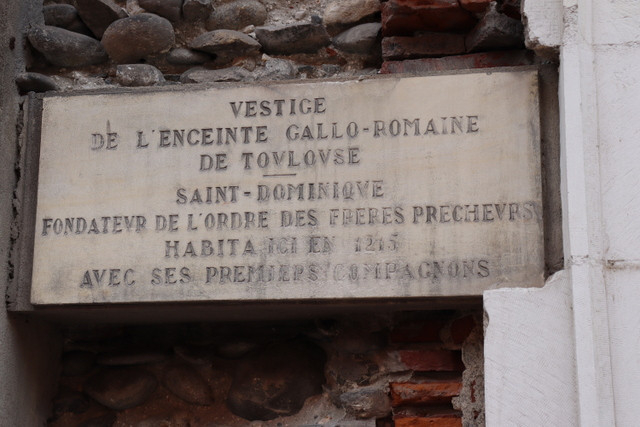 VESTIGE
DE L'ENCEINTE GALLO-ROMAINE
DE TOVLOVSE
SAINT-DOMINIQVE
FONDATEVR DE L'ORDRE DES FRÈRES PRECHEVRS
HABITA ICI EN 1215
AVEC SES PREMIERS COMPAGNONS